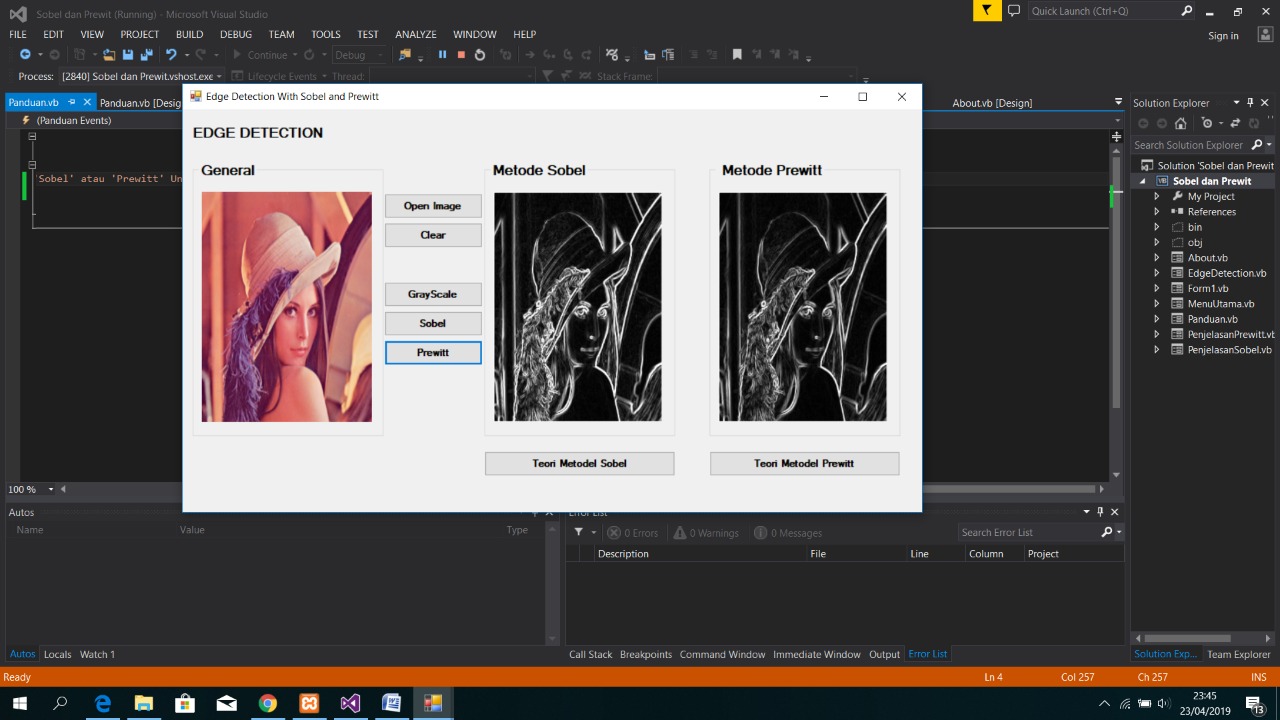 Sobel dan Prewit (Running) - Microsoft Visual Studio
Quick Launch (Ctrl+Q)
FILE EDIT VIEW PROJECT BUILD DEBUG TEAM TOOLS TEST ANALYZE WINDOW HELP
Sign in
Continue Debug
Process: [2840] Sobel dan Prewit.vshost.exe Lifecycle Events Thread: Stack Frame:
Panduan.vb Panduan.vb [Desig
About.vb [Design]
(Panduan Events)
Sobel' atau 'Prewitt' Un
100 %
Edge Detection With Sobel and Prewitt
EDGE DETECTION
General
Metode Sobel
Metode Prewitt
Open Image
Clear
GrayScale
Sobel
Prewitt
Teori Metodel Sobel
Teori Metodel Prewitt
Solution Explorer
Search Solution Explorer
Solution 'Sobel dan Prewit
Sobel dan Prewit
My Project
References
bin
obj
About.vb
EdgeDetection.vb
Form1.vb
MenuUtama.vb
Panduan.vb
PenjelasanPrewitt.vb
PenjelasanSobel.vb
Solution Exp... Team Explorer
Autos
Name Value Type
Autos Locals Watch 1
Error List
0 Errors 0 Warnings 0 Messages
Search Error List
Description File Line Column Project
Call Stack Breakpoints Command Window Immediate Window Output Error List
Ready
Ln 4 Col 257 Ch 257 INS
23:45
23/04/2019
13